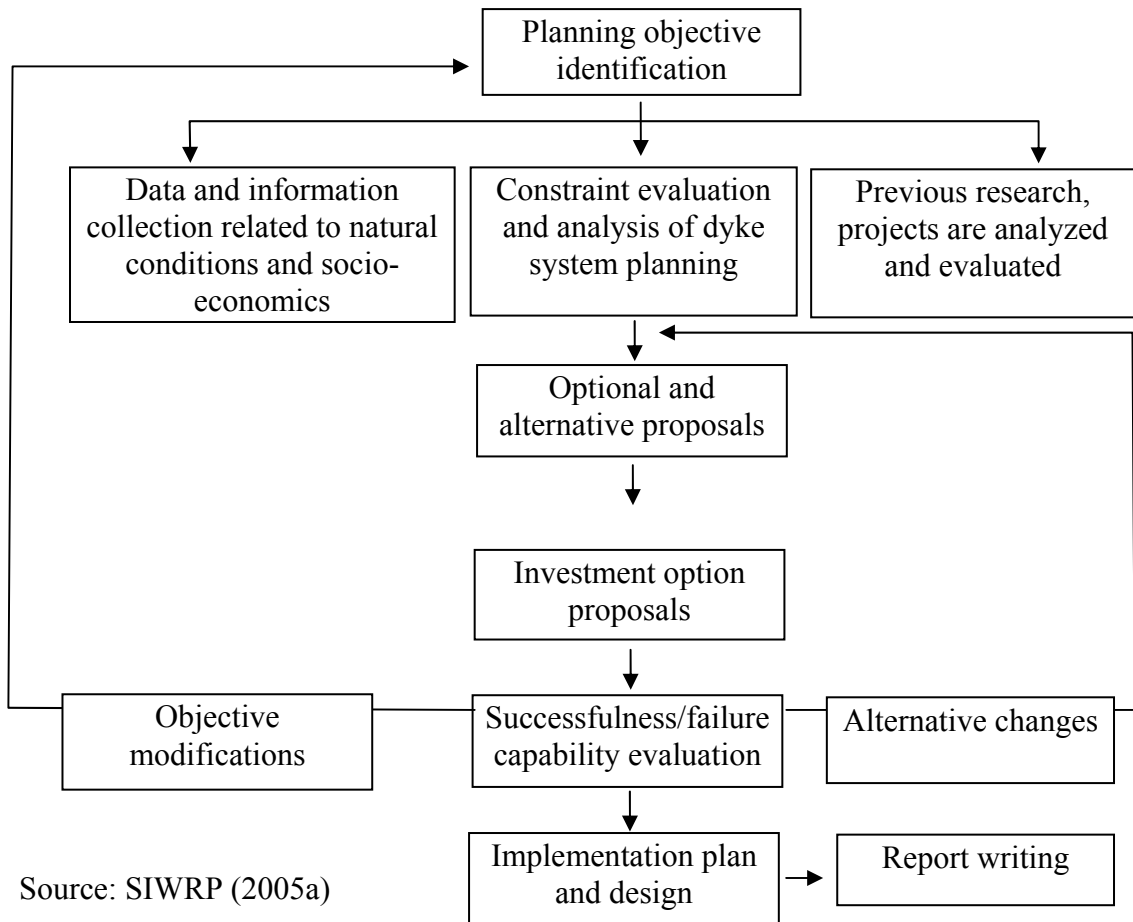 Planning objective
identification
Data and information
collection related to natural
conditions and socio-
economics
Constraint evaluation
and analysis of dyke
system planning
Previous research,
projects are analyzed
and evaluated
Optional and
alternative proposals
Investment option
proposals
Objective
modifications
Successfulness/failure
capability evaluation
Alternative changes
Implementation plan
and design
Report writing
Source: SIWRP (2005a)